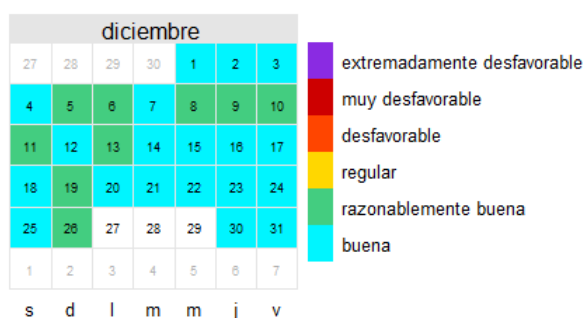 diciembre
27 28 29 30 1 2 3
4 5 6 7 8 9 10
11 12 13 14 15 16 17
18 19 20 21 22 23 24
25 26 27 28 29 30 31
1 2 3 4 5 6 7
s d l m m j v
extremadamente desfavorable
muy desfavorable
desfavorable
regular
razonablemente buena
buena